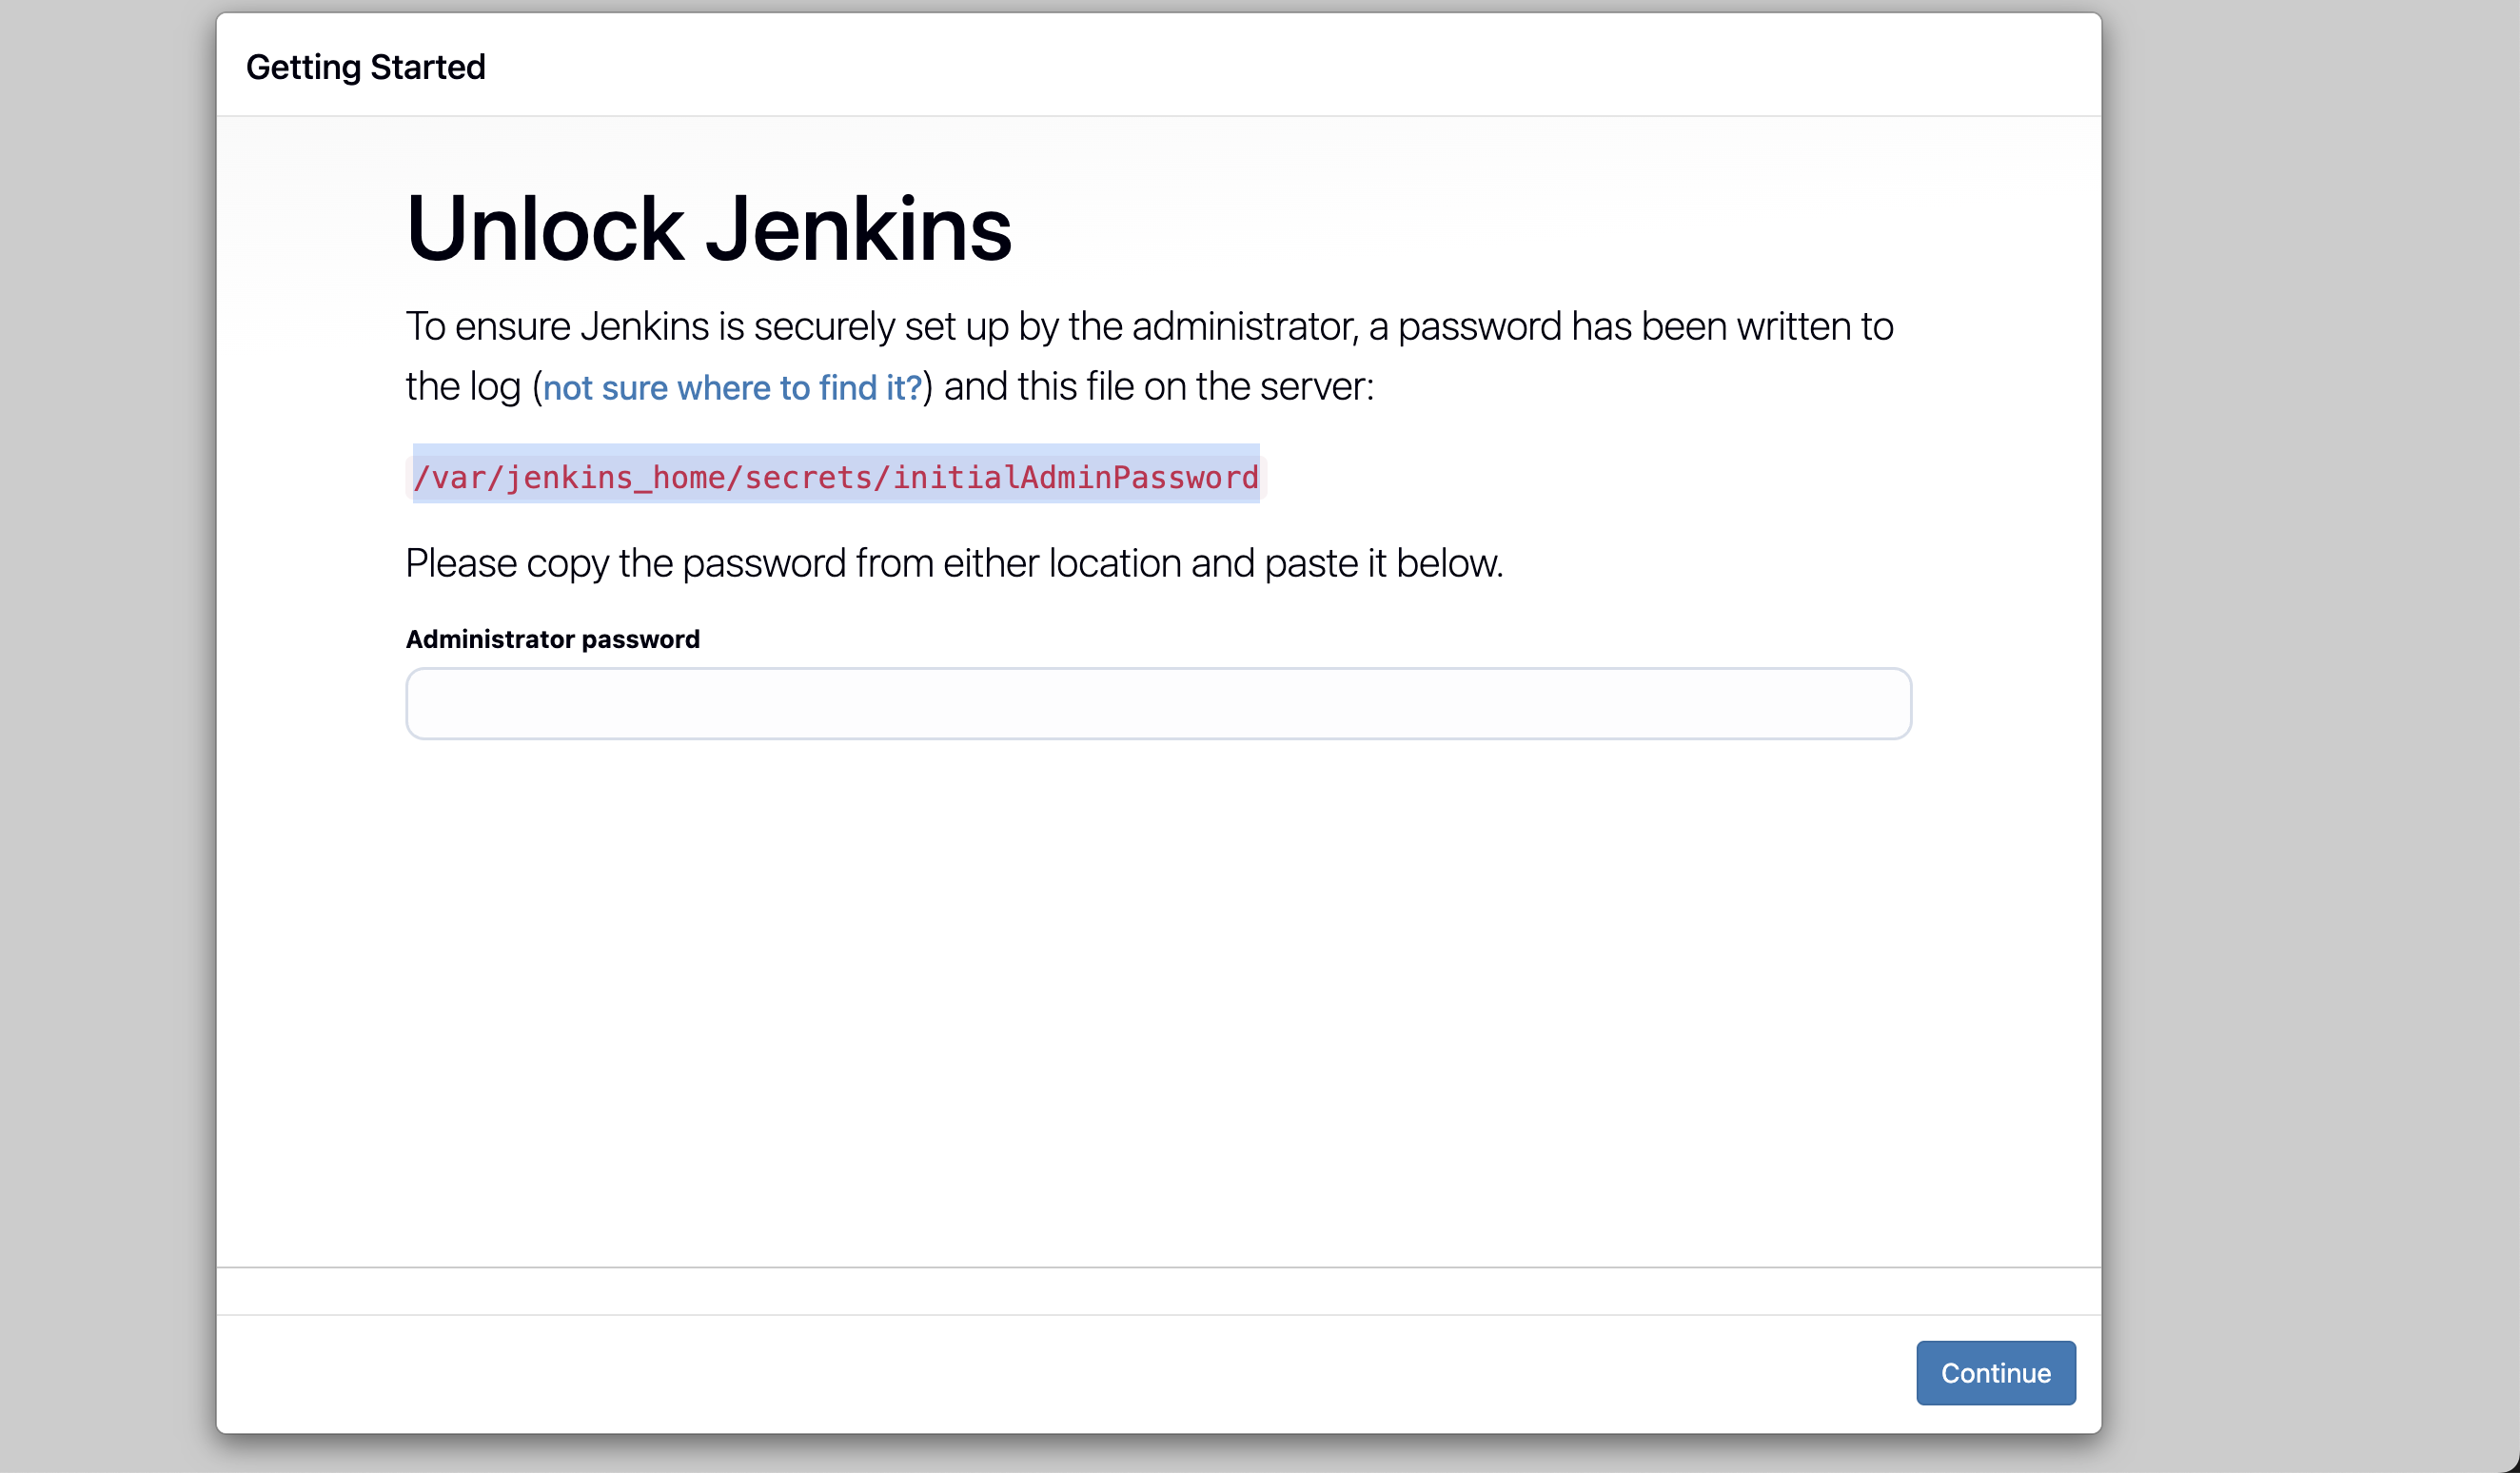 Getting Started
Unlock Jenkins
To ensure Jenkins is securely set up by the administrator, a password has been written to
the log (not sure where to find it?) and this file on the server:
/var/jenkins_home/secrets/initialAdminPassword
Please copy the password from either location and paste it below.
Administrator password
Continue